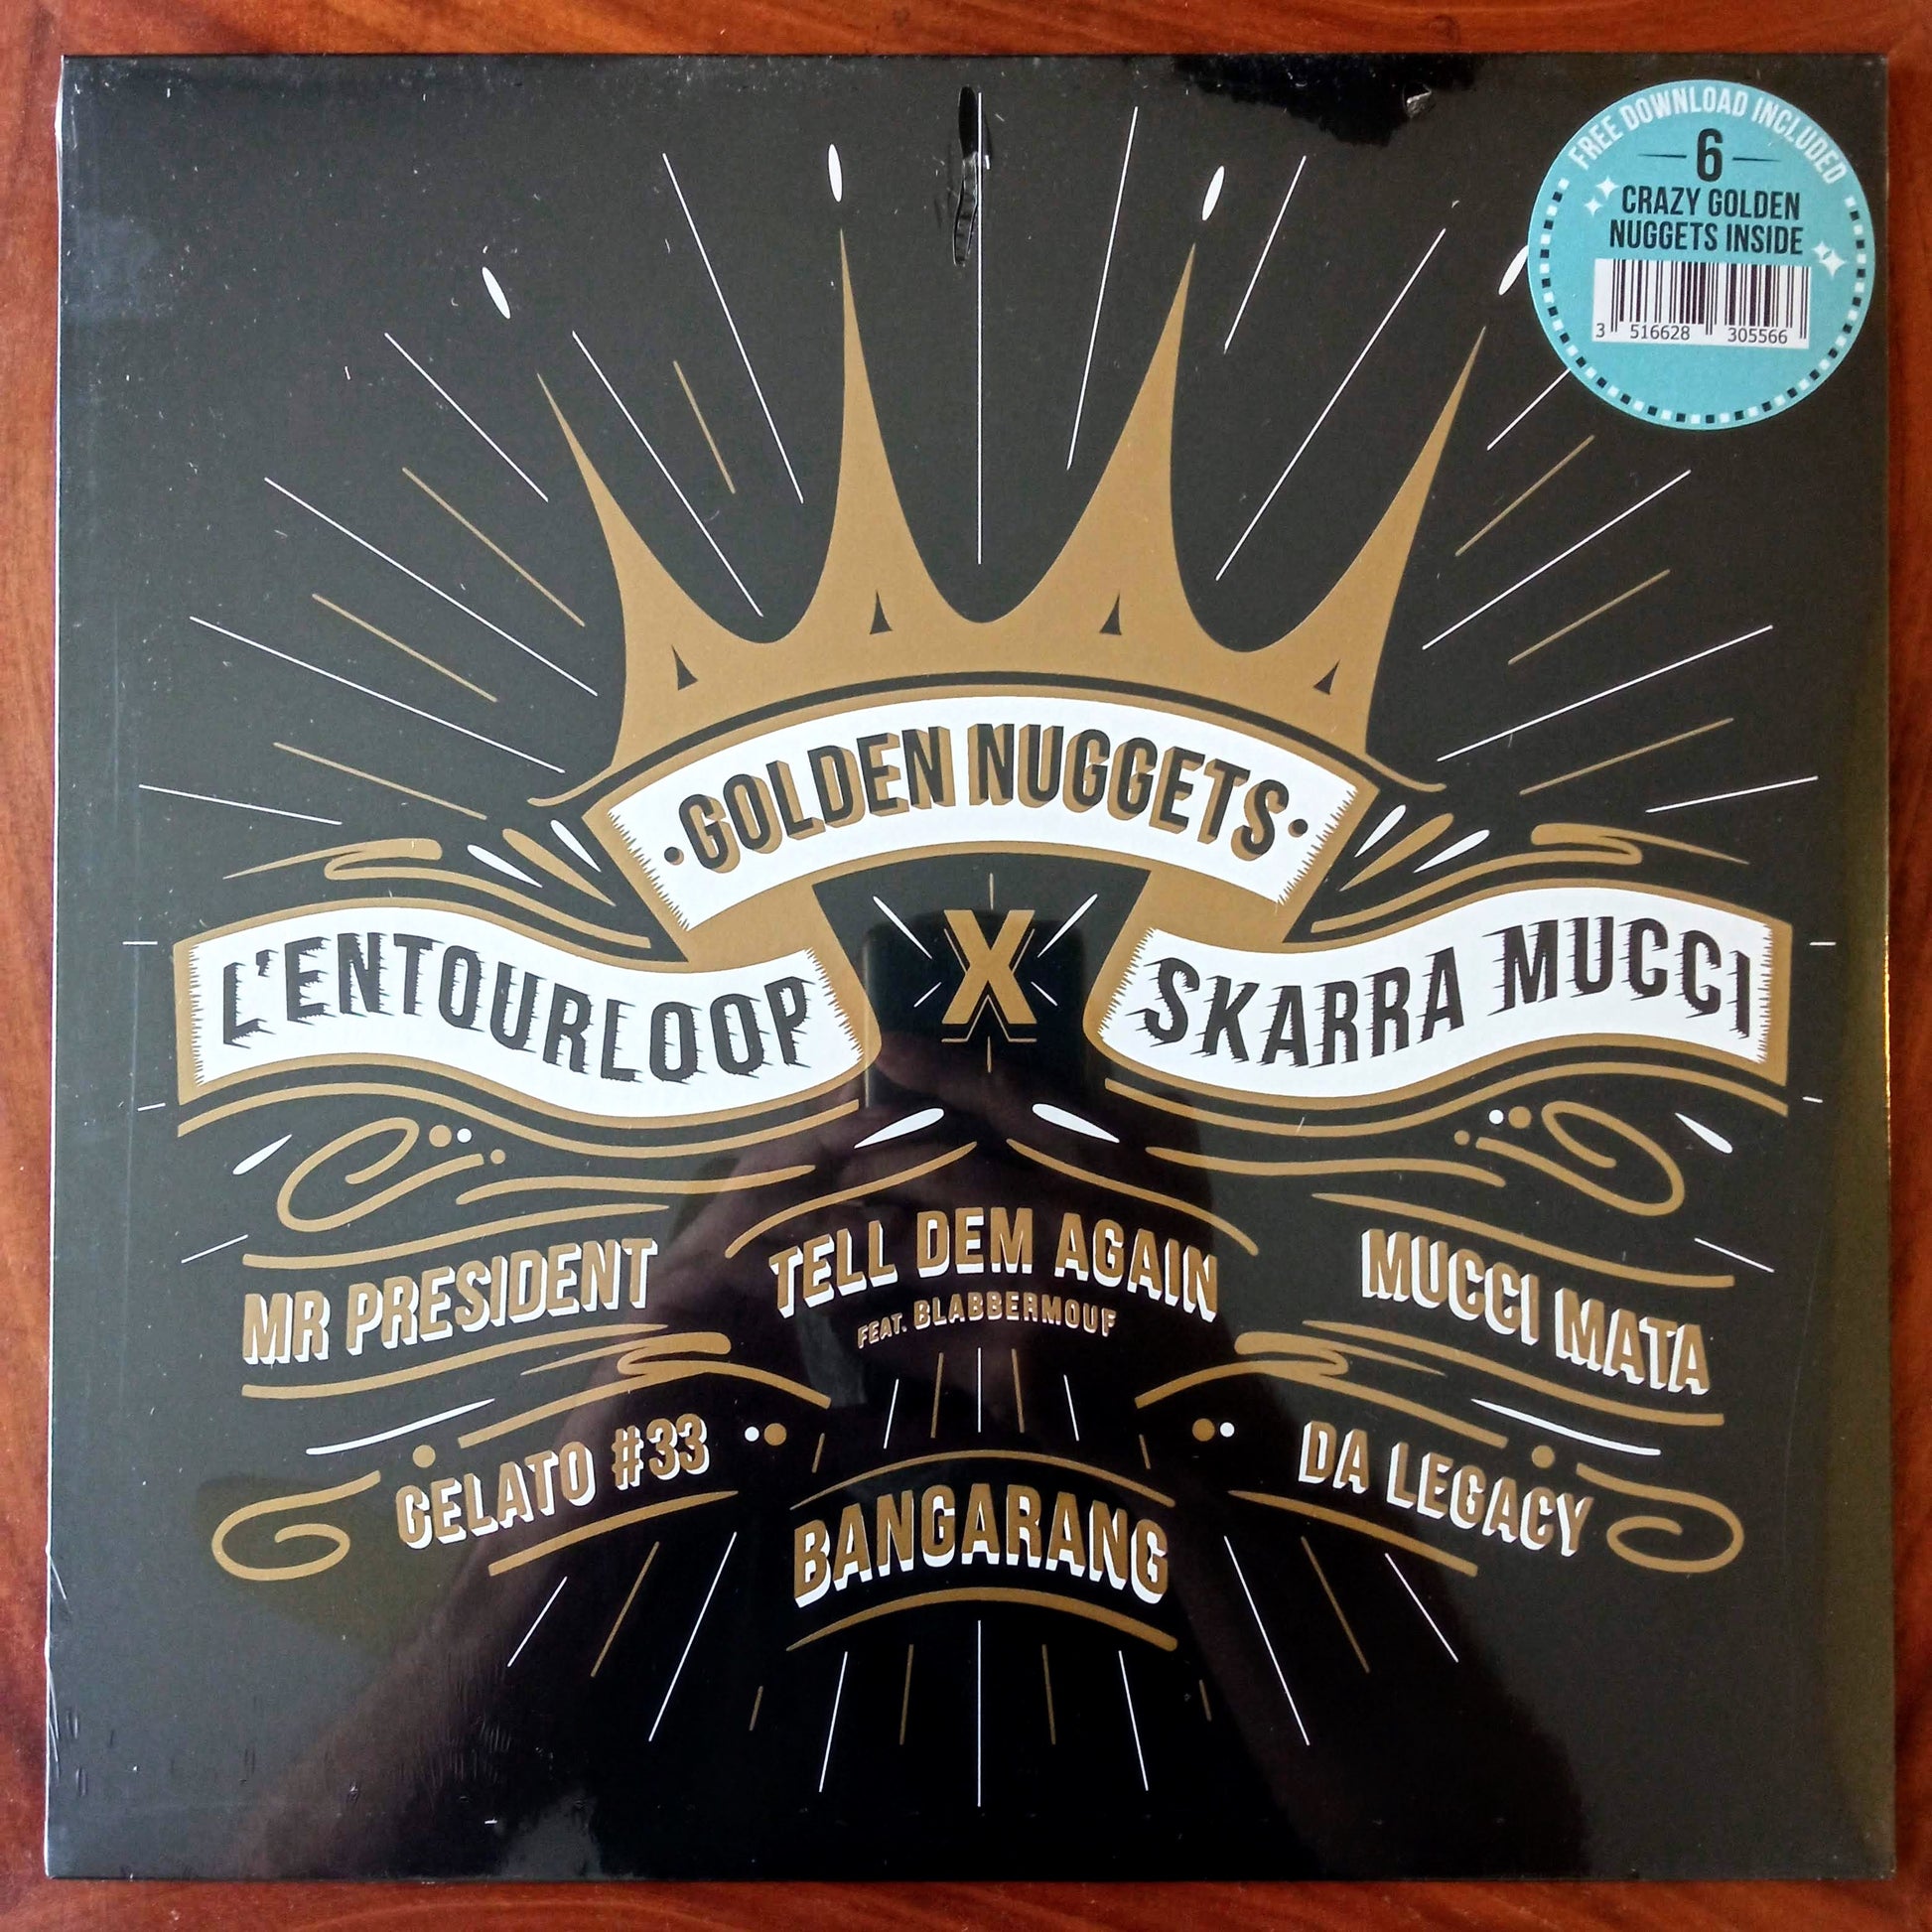 FREE DOWNLOAD INCLUDED
6
CRAZY GOLDEN
NUGGETS INSIDE
3 516628 305566
·GOLDEN NUGGETS·
L'ENTOURLOOP
X
SKARRA MUCCI
MR PRESIDENT
TELL DEM AGAIN
FEAT. BLABBERMOUF
MUCCI MATA
GELATO #33
BANGARANG
DA LEGACY